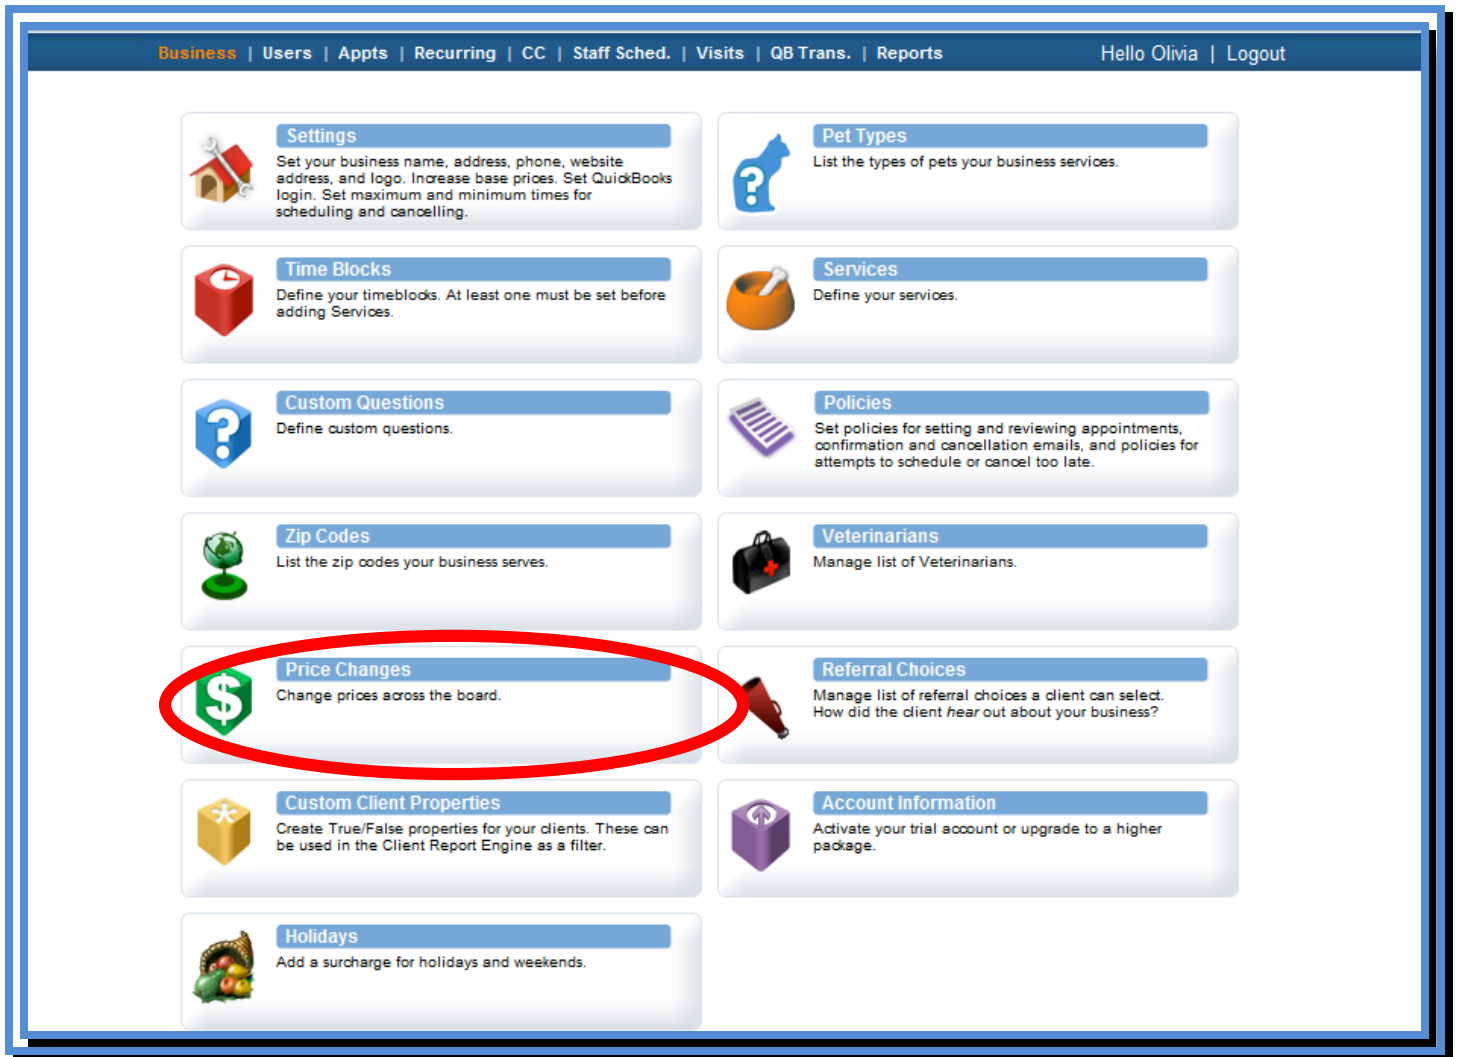 Business | Users | Appts | Recurring | CC | Staff Sched. | Visits | QB Trans. | Reports
Hello Olivia | Logout
Settings
Set your business name, address, phone, website
address, and logo. Increase base prices. Set QuickBooks
login. Set maximum and minimum times for
scheduling and cancelling.
Pet Types
List the types of pets your business services.
Time Blocks
Define your timeblocks. At least one must be set before
adding Services.
Services
Define your services.
Custom Questions
Define custom questions.
Policies
Set policies for setting and reviewing appointments,
confirmation and cancellation emails, and policies for
attempts to schedule or cancel too late.
Zip Codes
List the zip codes your business serves.
Veterinarians
Manage list of Veterinarians.
Price Changes
Change prices across the board.
Referral Choices
Manage list of referral choices a client can select.
How did the client hear out about your business?
Custom Client Properties
Create True/False properties for your clients. These can
be used in the Client Report Engine as a filter.
Account Information
Activate your trial account or upgrade to a higher
package.
Holidays
Add a surcharge for holidays and weekends.